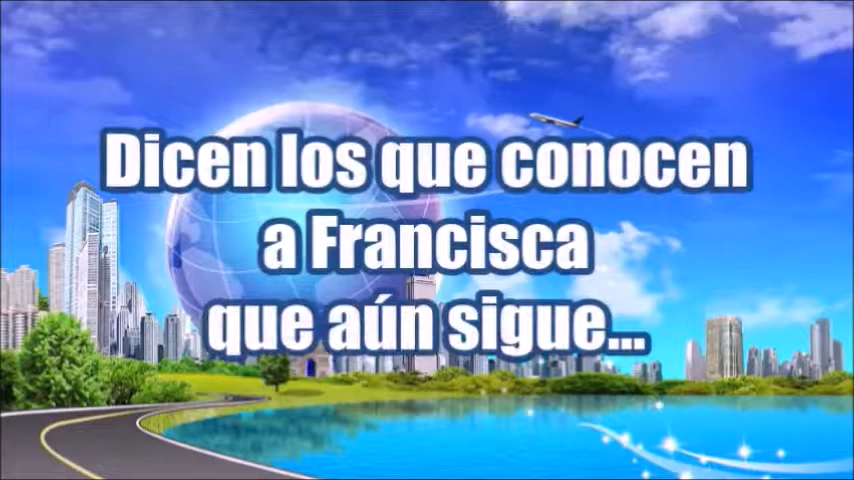 Dicen los que conocen
a Francisca
que aún sigue...